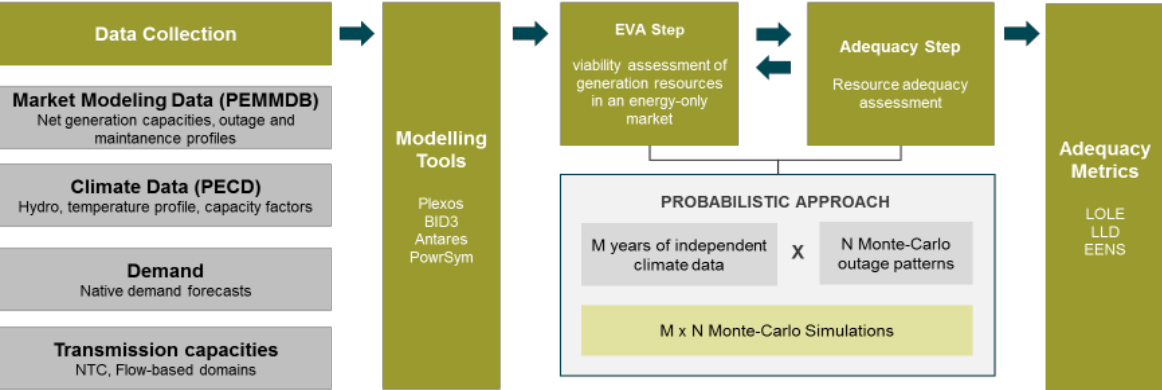 Data Collection
Market Modeling Data (PEMMDB)
Net generation capacities, outage and
maintanence profiles
Climate Data (PECD)
Hydro, temperature profile, capacity factors
Demand
Native demand forecasts
Transmission capacities
NTC, Flow-based domains
Modelling
Tools
Plexos
BID3
Antares
PowrSym
EVA Step
viability assessment of
generation resources
in an energy-only
market
Adequacy Step
Resource adequacy
assessment
PROBABILISTIC APPROACH
M years of independent
climate data
X
N Monte-Carlo
outage patterns
M x N Monte-Carlo Simulations
Adequacy
Metrics
LOLE
LLD
EENS